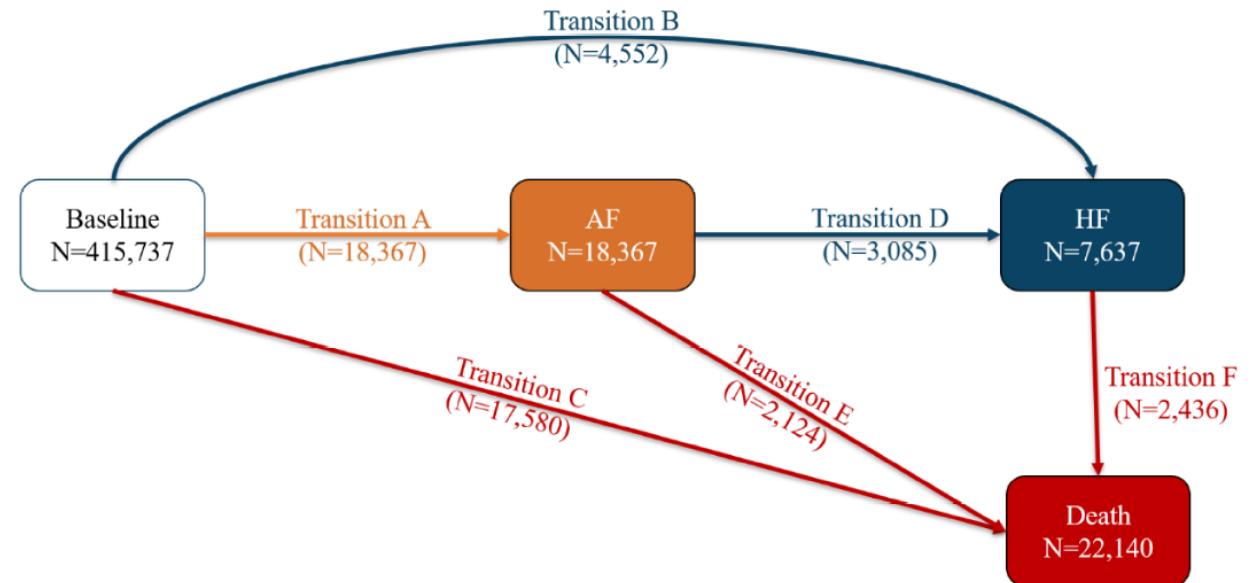 Transition B
(N=4,552)
Baseline
N=415,737
Transition A
(N=18,367)
AF
N=18,367
Transition D
(N=3,085)
HF
N=7,637
Transition C
(N=17,580)
Transition E
(N=2,124)
Transition F
(N=2,436)
Death
N=22,140